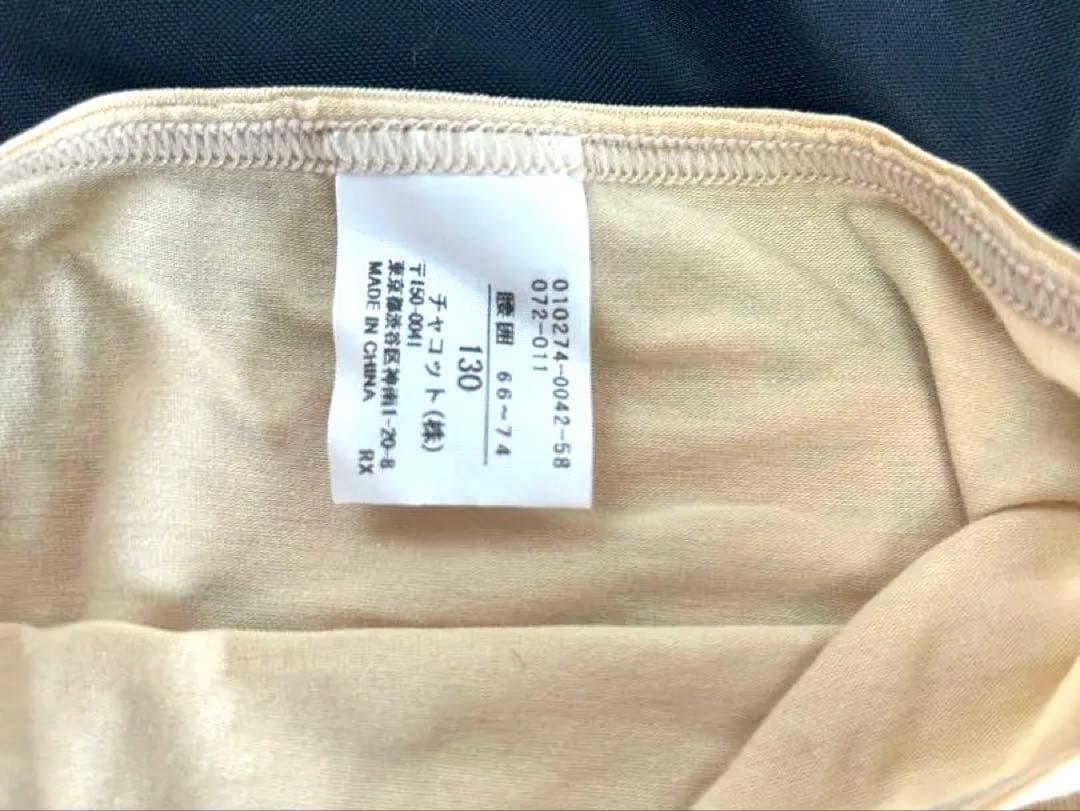 010274-0042-58
072-011
腰囲 66~74
130
チャコット(株)
〒150-0041
東京都渋谷区神南1-20-8
MADE IN CHINA RX